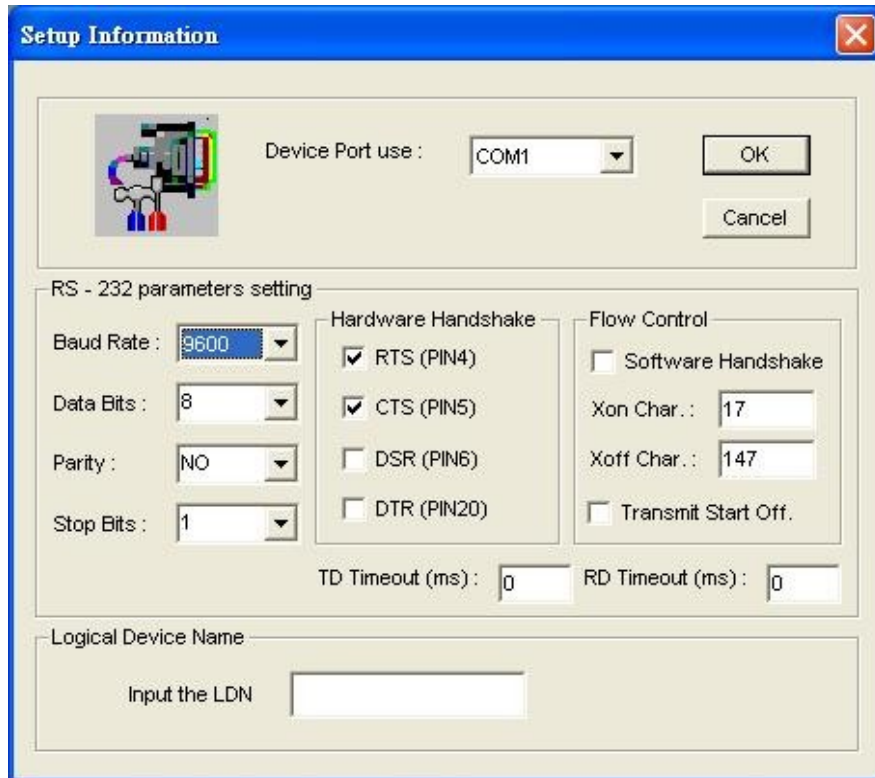 Setup Information
Device Port use :
COM1
OK
Cancel
RS - 232 parameters setting
Baud Rate :
9600
Data Bits :
8
Parity :
NO
Stop Bits :
1
Hardware Handshake
RTS (PIN4)
CTS (PIN5)
DSR (PIN6)
DTR (PIN20)
Flow Control
Software Handshake
Xon Char. :
17
Xoff Char. :
147
Transmit Start Off.
TD Timeout (ms) :
0
RD Timeout (ms) :
0
Logical Device Name
Input the LDN